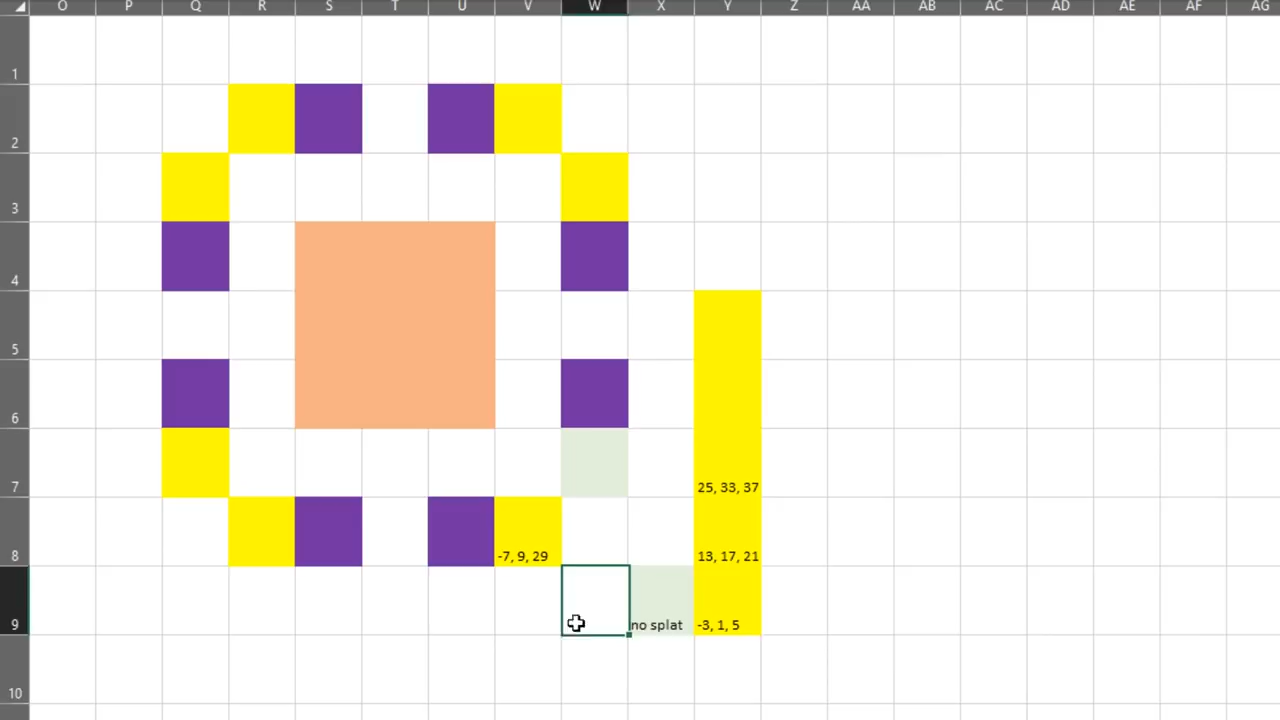 O P Q R S T U V W X Y Z AA AB AC AD AE AF AG
1
2
3
4
5
6
7 25, 33, 37
8 -7, 9, 29 13, 17, 21
9 no splat -3, 1, 5
10